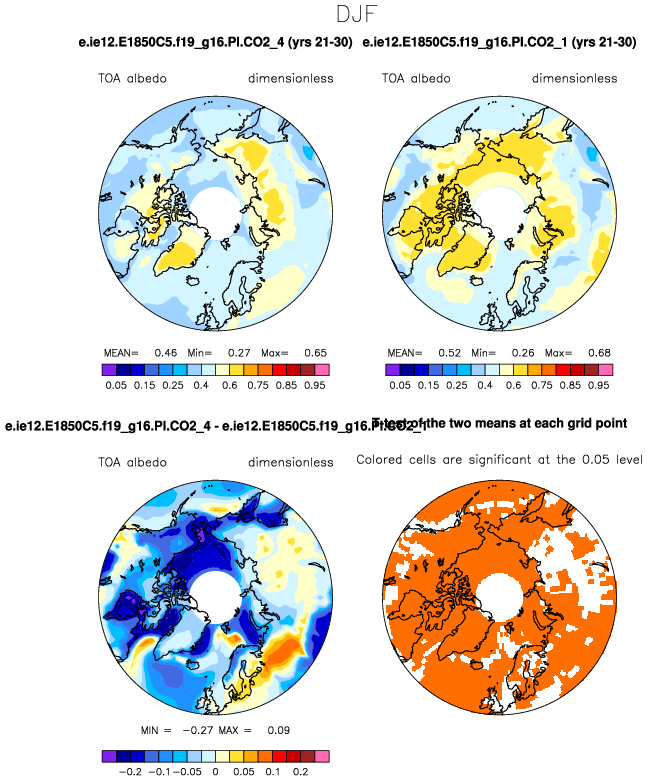 DJF
e.ie12.E1850C5.f19_g16.PI.CO2_4 (yrs 21-30)
e.ie12.E1850C5.f19_g16.PI.CO2_1 (yrs 21-30)
TOA albedo dimensionless
TOA albedo dimensionless
MEAN= 0.46 Min= 0.27 Max= 0.65
MEAN= 0.52 Min= 0.26 Max= 0.68
0.05 0.15 0.25 0.4 0.6 0.75 0.85 0.95
0.05 0.15 0.25 0.4 0.6 0.75 0.85 0.95
e.ie12.E1850C5.f19_g16.PI.CO2_4 - e.ie12.E1850C5.f19_g16.PI.CO2_1
T-test of the two means at each grid point
TOA albedo dimensionless
Colored cells are significant at the 0.05 level
MIN = -0.27 MAX = 0.09
-0.2 -0.1 -0.05 0 0.05 0.1 0.2